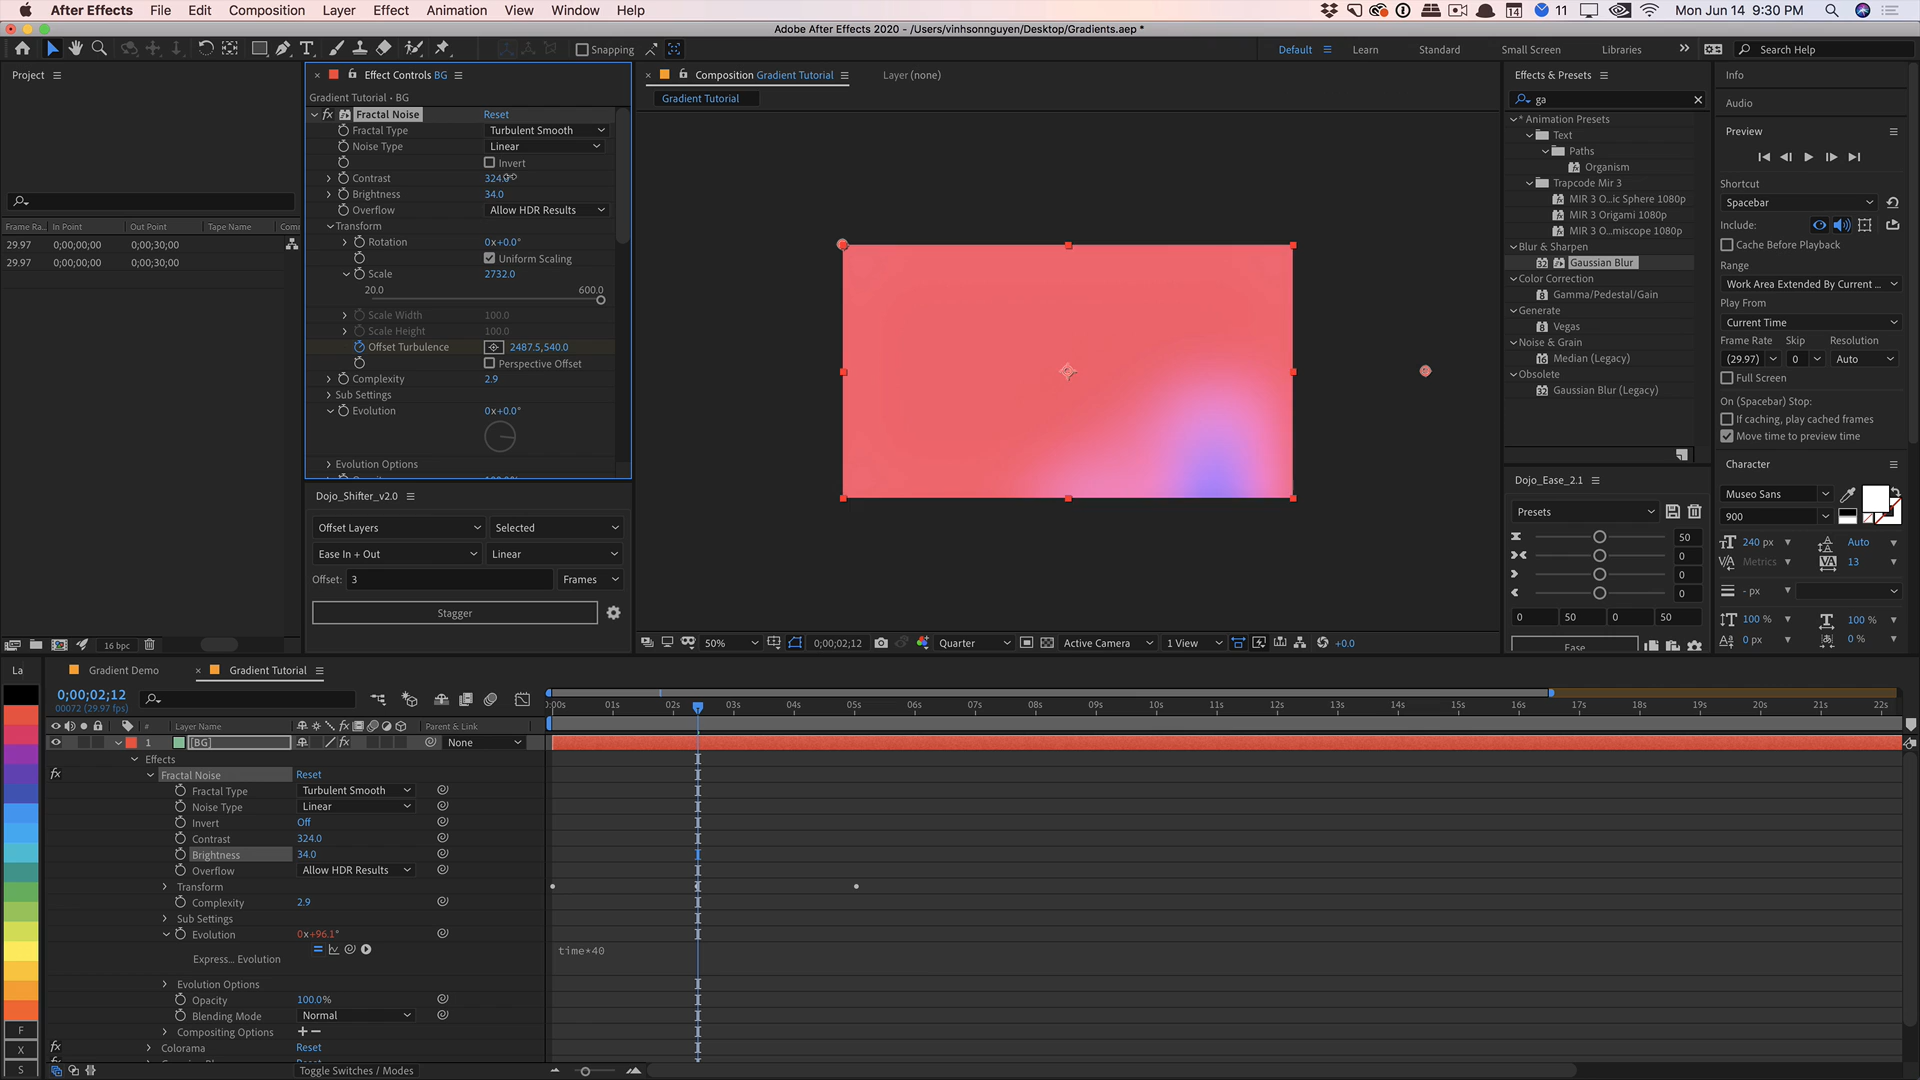 After Effects File Edit Composition Layer Effect Animation View Window Help
14 11 Mon Jun 14 9:30 PM
Adobe After Effects 2020 - /Users/vinhsonnguyen/Desktop/Gradients.aep *
Snapping
Default Learn Standard Small Screen Libraries Search Help
Project
Frame Ra... In Point Out Point Tape Name Com
29.97 0;00;00;00 0;00;30;00
29.97 0;00;00;00 0;00;30;00
16 bpc
Effect Controls BG
Gradient Tutorial • BG
fx Fractal Noise Reset
Fractal Type Turbulent Smooth
Noise Type Linear
Invert
Contrast 324.0
Brightness 34.0
Overflow Allow HDR Results
Transform
Rotation 0x+0.0°
Uniform Scaling
Scale 2732.0
20.0 600.0
Scale Width 100.0
Scale Height 100.0
Offset Turbulence 2487.5,540.0
Perspective Offset
Complexity 2.9
Sub Settings
Evolution 0x+0.0°
Evolution Options
Dojo_Shifter_v2.0
Offset Layers Selected
Ease In + Out Linear
Offset: 3 Frames
Stagger
Composition Gradient Tutorial Layer (none)
Gradient Tutorial
50% 0;00;02;12 Quarter Active Camera 1 View +0.0
Effects & Presets
ga
* Animation Presets
Text
Paths
Organism
Trapcode Mir 3
MIR 3 O...ic Sphere 1080p
MIR 3 Origami 1080p
MIR 3 O...miscope 1080p
Blur & Sharpen
Gaussian Blur
Color Correction
Gamma/Pedestal/Gain
Generate
Vegas
Noise & Grain
Median (Legacy)
Obsolete
Gaussian Blur (Legacy)
Dojo_Ease_2.1
Presets
50
0
0
0
0 50 0 50
Ease
Info
Audio
Preview
Shortcut
Spacebar
Include:
Cache Before Playback
Range
Work Area Extended By Current ...
Play From
Current Time
Frame Rate Skip Resolution
(29.97) 0 Auto
Full Screen
On (Spacebar) Stop:
If caching, play cached frames
Move time to preview time
Character
Museo Sans
900
240 px Auto
Metrics 13
- px
100 % 100 %
0 px 0 %
La
F
X
S
Gradient Demo Gradient Tutorial
0;00;02;12
00072 (29.97 fps)
# Layer Name Parent & Link
:00s 01s 02s 03s 04s 05s 06s 07s 08s 09s 10s 11s 12s 13s 14s 15s 16s 17s 18s 19s 20s 21s 22s
1 [BG] None
Effects
fx Fractal Noise Reset
Fractal Type Turbulent Smooth
Noise Type Linear
Invert Off
Contrast 324.0
Brightness 34.0
Overflow Allow HDR Results
Transform
Complexity 2.9
Sub Settings
Evolution 0x+96.1°
Express... Evolution time*40
Evolution Options
Opacity 100.0%
Blending Mode Normal
Compositing Options + −
fx Colorama Reset
Toggle Switches / Modes